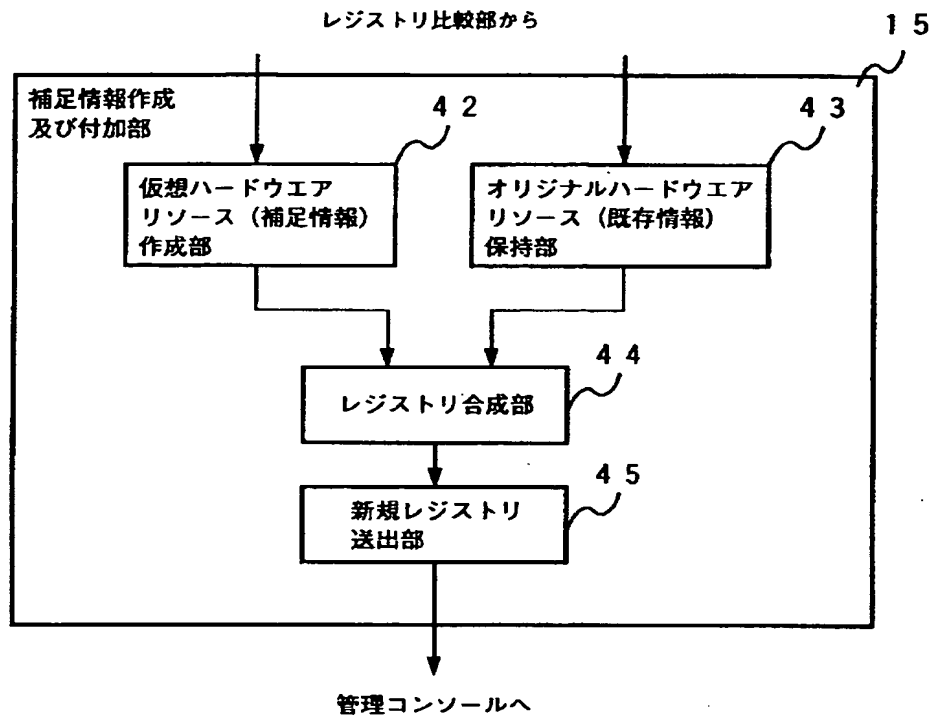 レジストリ比較部から
１５
補足情報作成
及び付加部
４２
４３
仮想ハードウエア
リソース（補足情報）
作成部
オリジナルハードウエア
リソース（既存情報）
保持部
４４
レジストリ合成部
４５
新規レジストリ
送出部
管理コンソールへ